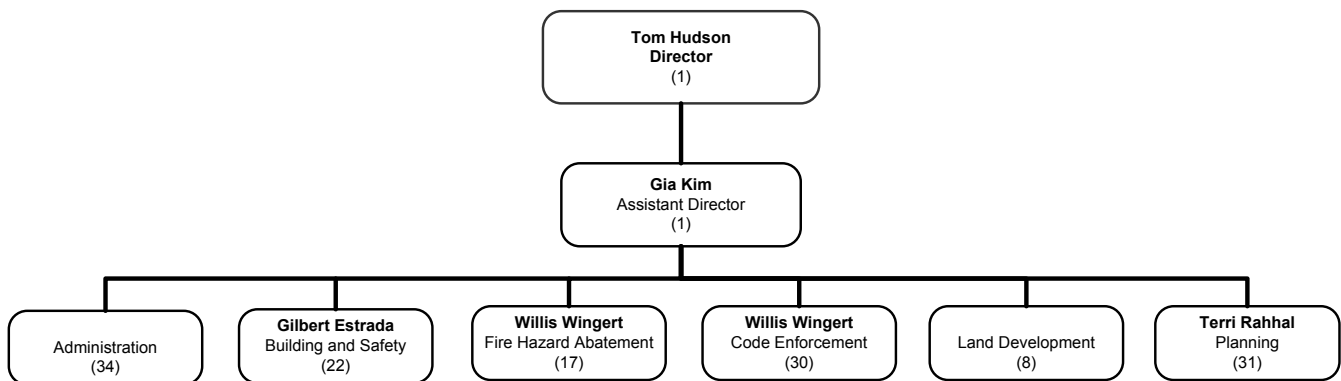 Tom Hudson
Director
(1)
Gia Kim
Assistant Director
(1)
Administration
(34)
Gilbert Estrada
Building and Safety
(22)
Willis Wingert
Fire Hazard Abatement
(17)
Willis Wingert
Code Enforcement
(30)
Land Development
(8)
Terri Rahhal
Planning
(31)